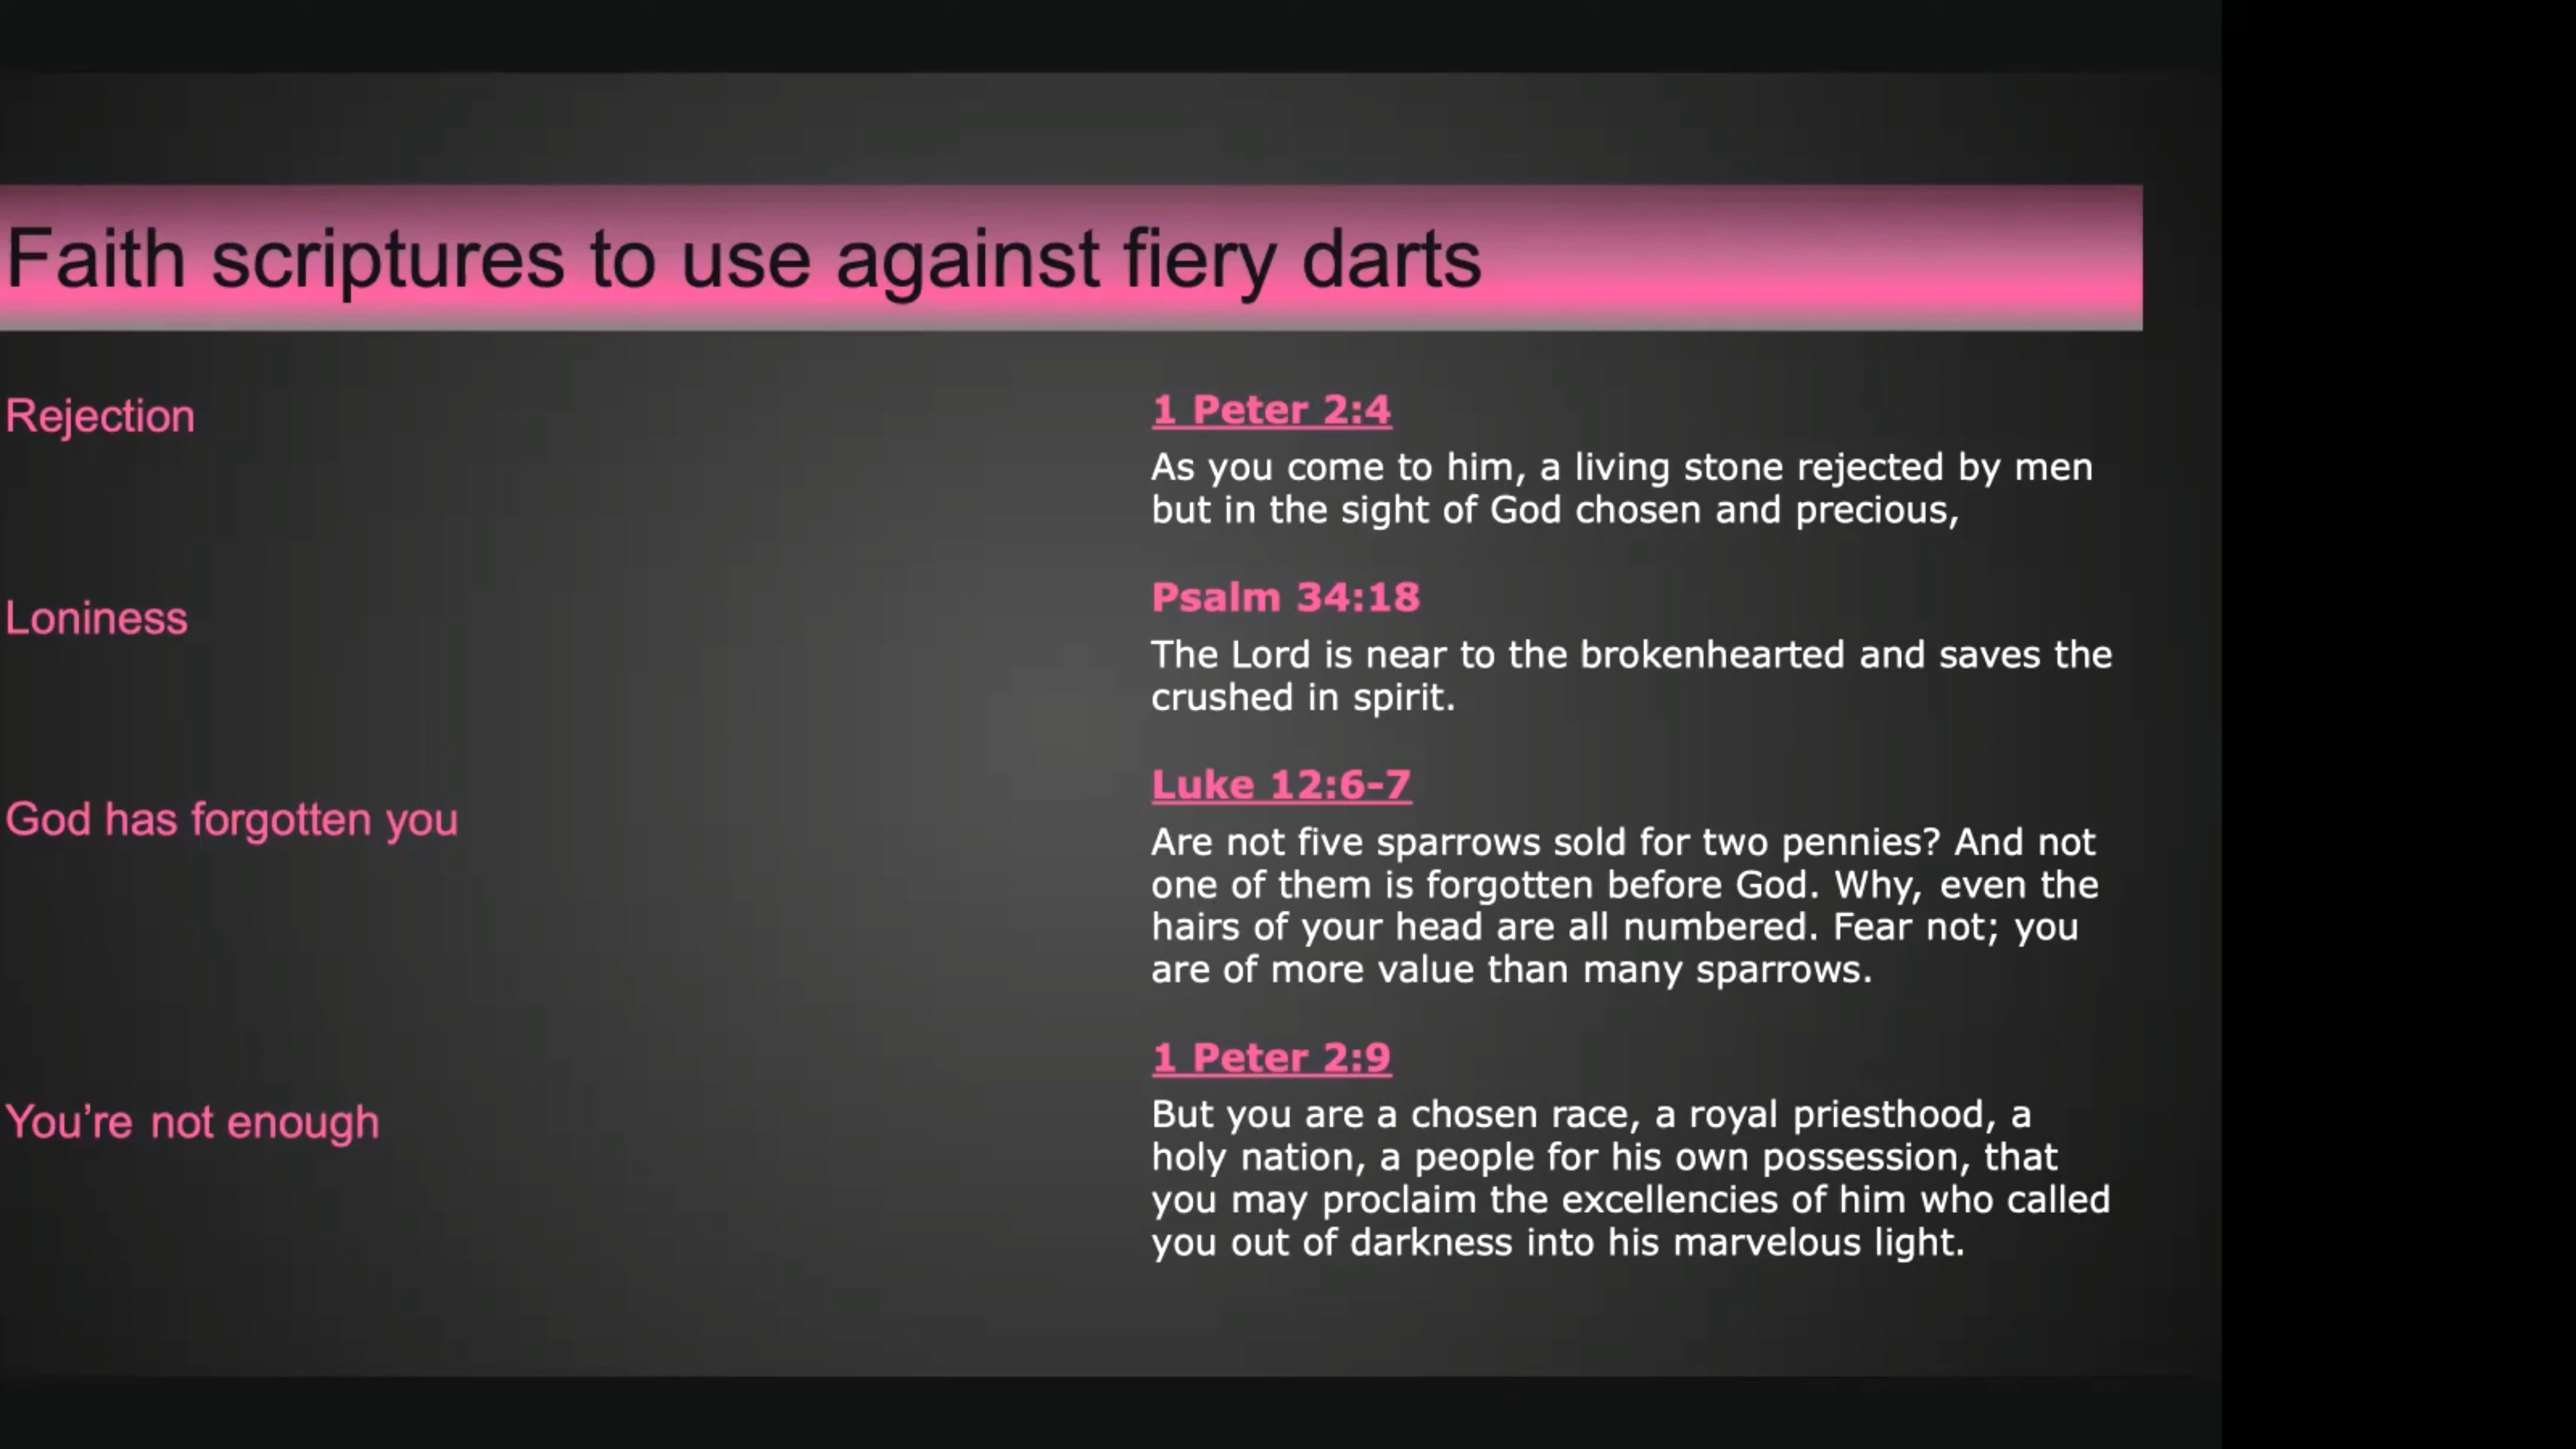 Faith scriptures to use against fiery darts
Rejection
1 Peter 2:4
As you come to him, a living stone rejected by men
but in the sight of God chosen and precious,
Loniness
Psalm 34:18
The Lord is near to the brokenhearted and saves the
crushed in spirit.
God has forgotten you
Luke 12:6-7
Are not five sparrows sold for two pennies? And not
one of them is forgotten before God. Why, even the
hairs of your head are all numbered. Fear not; you
are of more value than many sparrows.
You’re not enough
1 Peter 2:9
But you are a chosen race, a royal priesthood, a
holy nation, a people for his own possession, that
you may proclaim the excellencies of him who called
you out of darkness into his marvelous light.